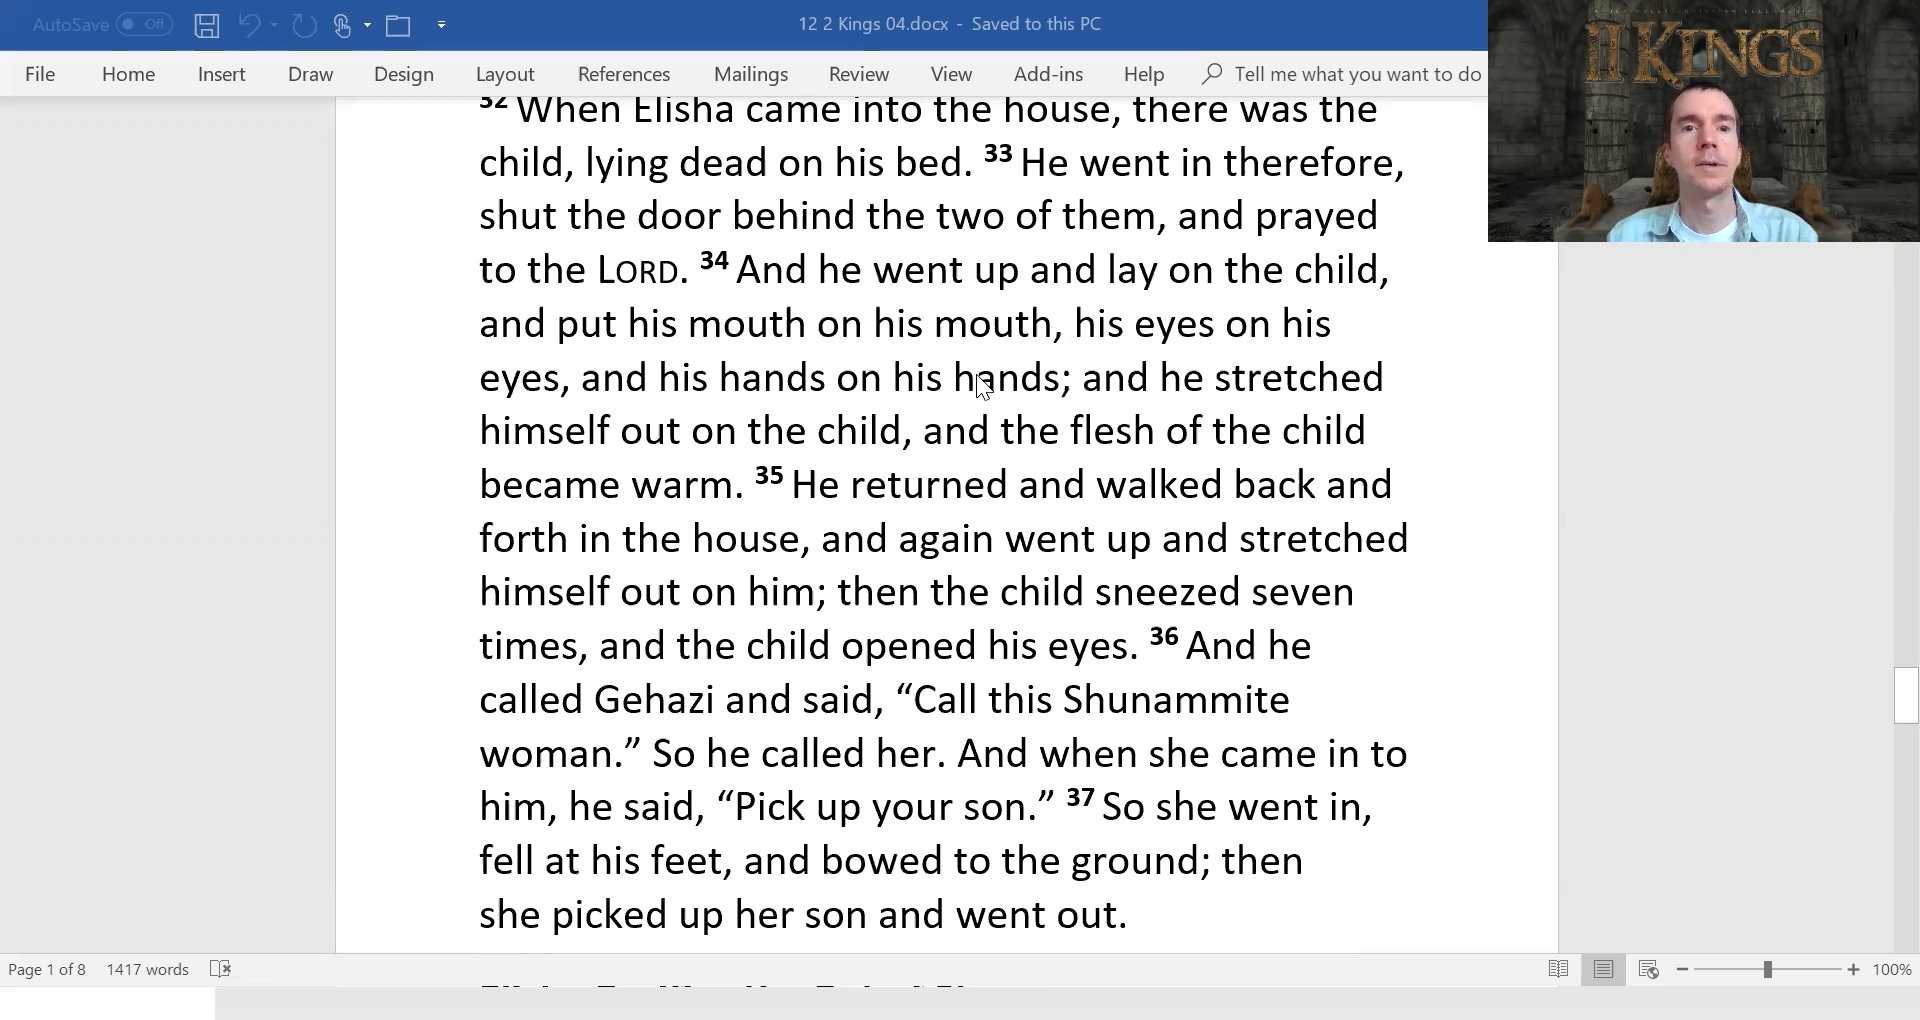 AutoSave Off
12 2 Kings 04.docx - Saved to this PC
File Home Insert Draw Design Layout References Mailings Review View Add-ins Help Tell me what you want to do
II KINGS
32 When Elisha came into the house, there was the
child, lying dead on his bed. 33 He went in therefore,
shut the door behind the two of them, and prayed
to the LORD. 34 And he went up and lay on the child,
and put his mouth on his mouth, his eyes on his
eyes, and his hands on his hands; and he stretched
himself out on the child, and the flesh of the child
became warm. 35 He returned and walked back and
forth in the house, and again went up and stretched
himself out on him; then the child sneezed seven
times, and the child opened his eyes. 36 And he
called Gehazi and said, “Call this Shunammite
woman.” So he called her. And when she came in to
him, he said, “Pick up your son.” 37 So she went in,
fell at his feet, and bowed to the ground; then
she picked up her son and went out.
Page 1 of 8 1417 words 100%